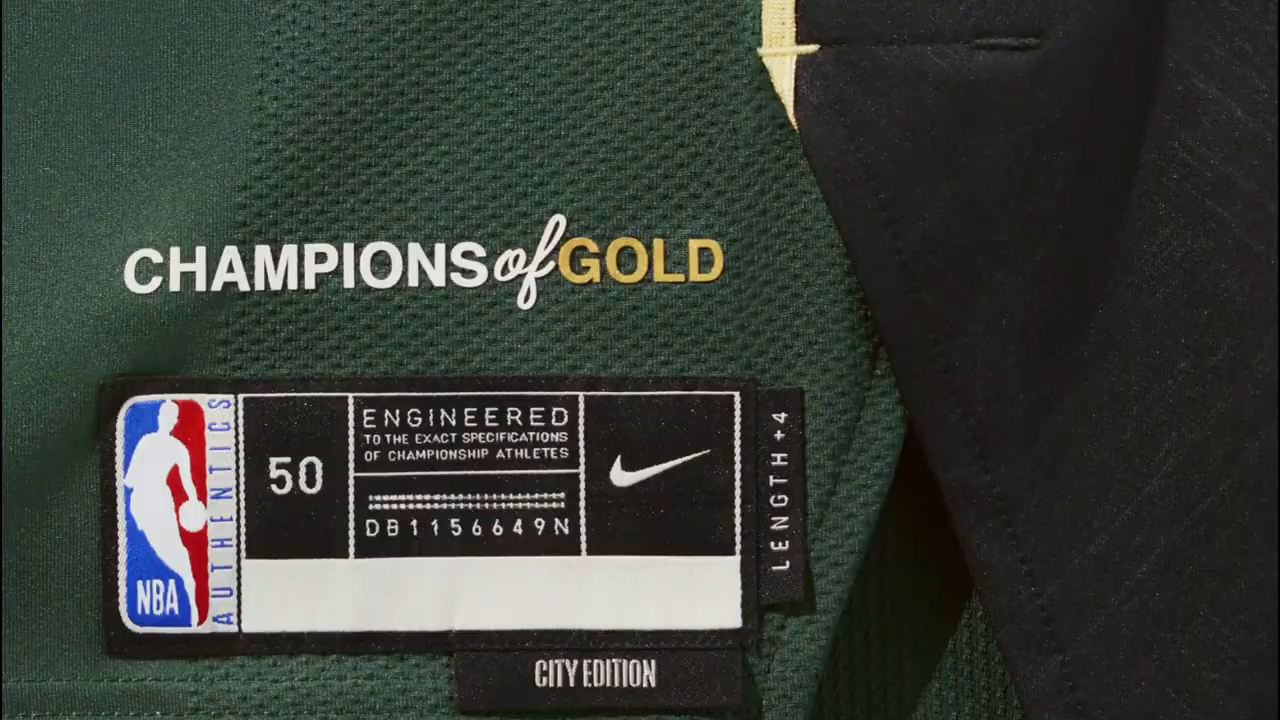 CHAMPIONS of GOLD
NBA
AUTHENTICS
50
ENGINEERED
TO THE EXACT SPECIFICATIONS
OF CHAMPIONSHIP ATHLETES
DB1156649N
LENGTH+4
CITY EDITION